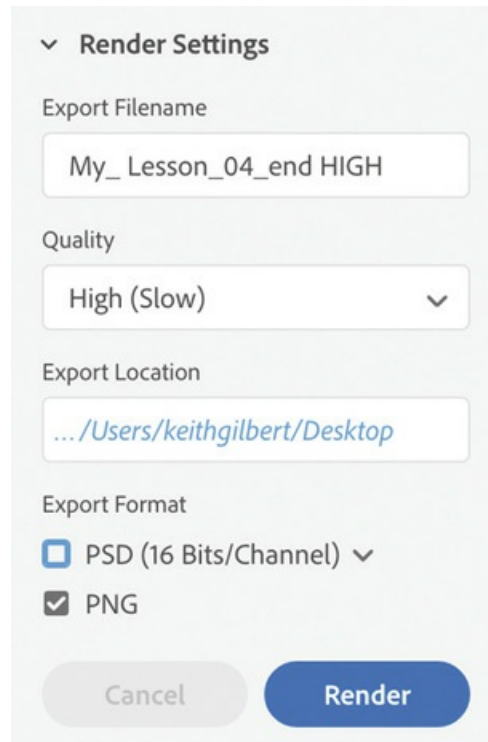 Render Settings
Export Filename
My_ Lesson_04_end HIGH
Quality
High (Slow)
Export Location
.../Users/keithgilbert/Desktop
Export Format
PSD (16 Bits/Channel)
PNG
Cancel Render